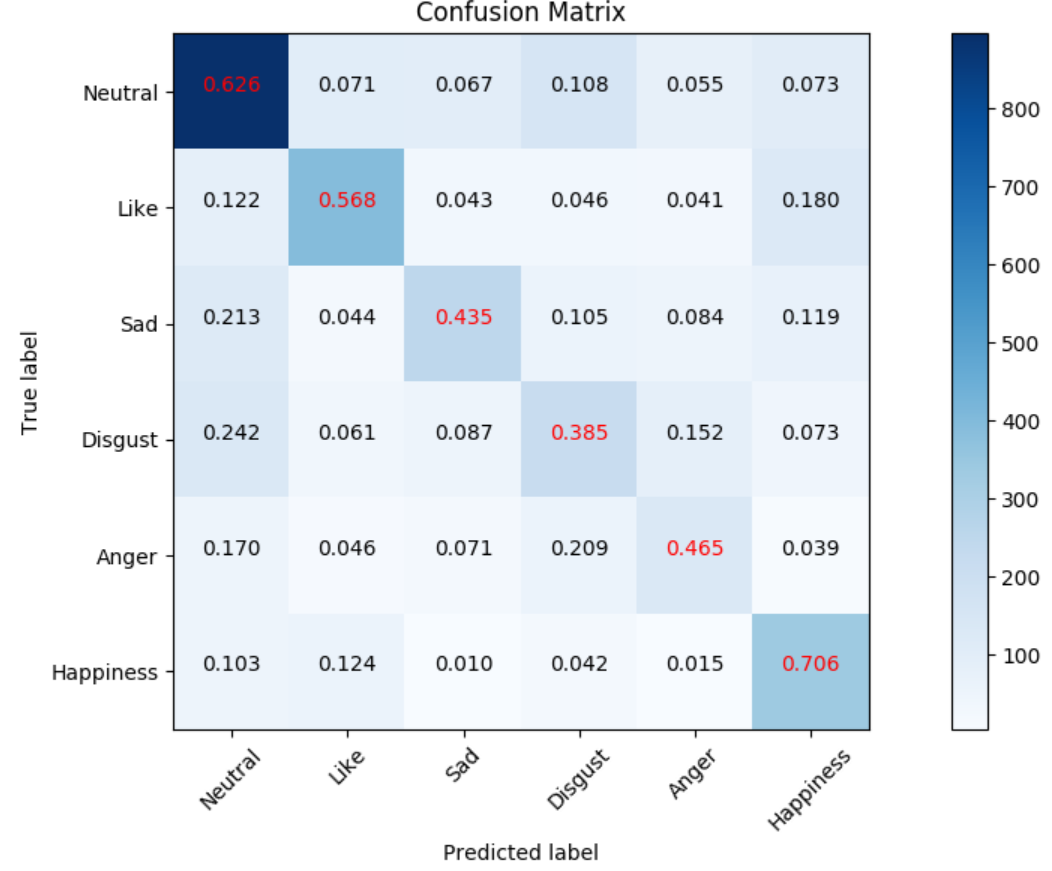 Confusion Matrix
Neutral 0.626 0.071 0.067 0.108 0.055 0.073
Like 0.122 0.568 0.043 0.046 0.041 0.180
Sad 0.213 0.044 0.435 0.105 0.084 0.119
Disgust 0.242 0.061 0.087 0.385 0.152 0.073
Anger 0.170 0.046 0.071 0.209 0.465 0.039
Happiness 0.103 0.124 0.010 0.042 0.015 0.706
True label
Neutral Like Sad Disgust Anger Happiness
Predicted label
800
700
600
500
400
300
200
100